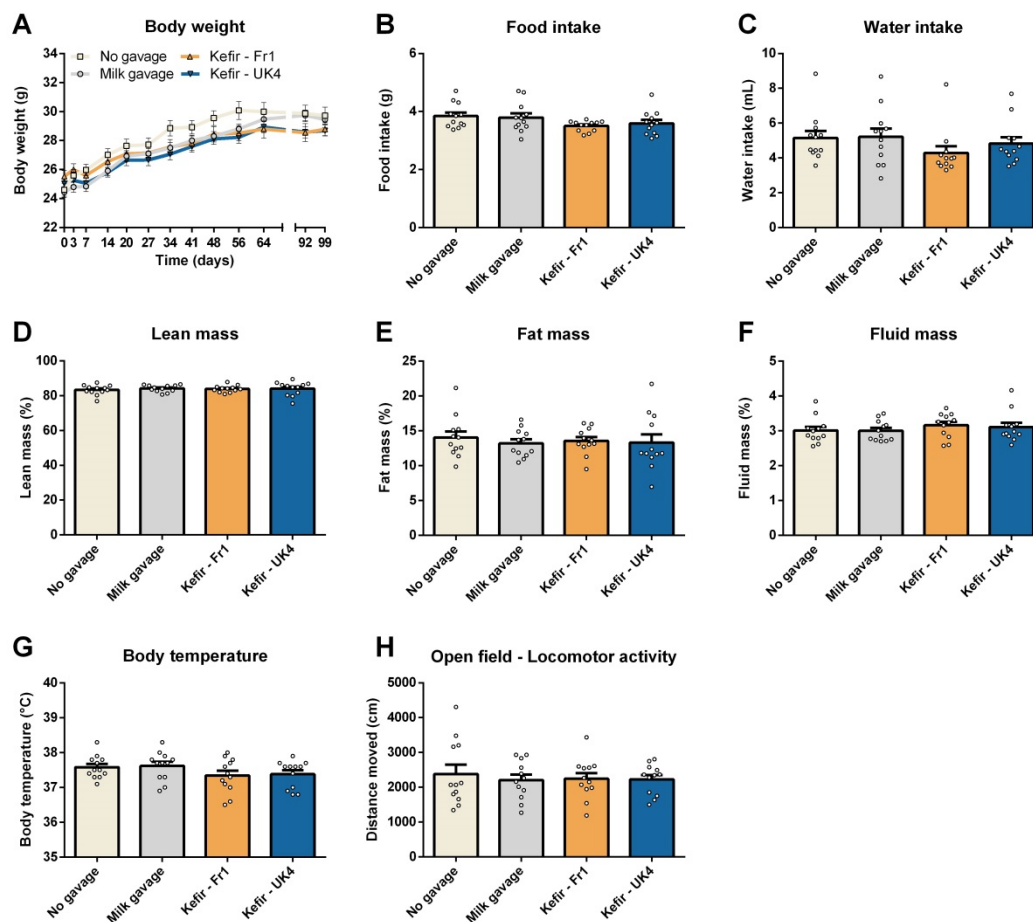 A
Body weight
No gavage
Milk gavage
Kefir - Fr1
Kefir - UK4
Body weight (g)
34
32
30
28
26
24
22
0 3 7 14 20 27 34 41 48 56 64 92 99
Time (days)
B
Food intake
Food intake (g)
6
4
2
0
No gavage
Milk gavage
Kefir - Fr1
Kefir - UK4
C
Water intake
Water intake (mL)
10
8
6
4
2
0
No gavage
Milk gavage
Kefir - Fr1
Kefir - UK4
D
Lean mass
Lean mass (%)
100
80
60
40
20
0
No gavage
Milk gavage
Kefir - Fr1
Kefir - UK4
E
Fat mass
Fat mass (%)
25
20
15
10
5
0
No gavage
Milk gavage
Kefir - Fr1
Kefir - UK4
F
Fluid mass
Fluid mass (%)
5
4
3
2
1
0
No gavage
Milk gavage
Kefir - Fr1
Kefir - UK4
G
Body temperature
Body temperature (°C)
40
39
38
37
36
35
No gavage
Milk gavage
Kefir - Fr1
Kefir - UK4
H
Open field - Locomotor activity
Distance moved (cm)
5000
4000
3000
2000
1000
0
No gavage
Milk gavage
Kefir - Fr1
Kefir - UK4